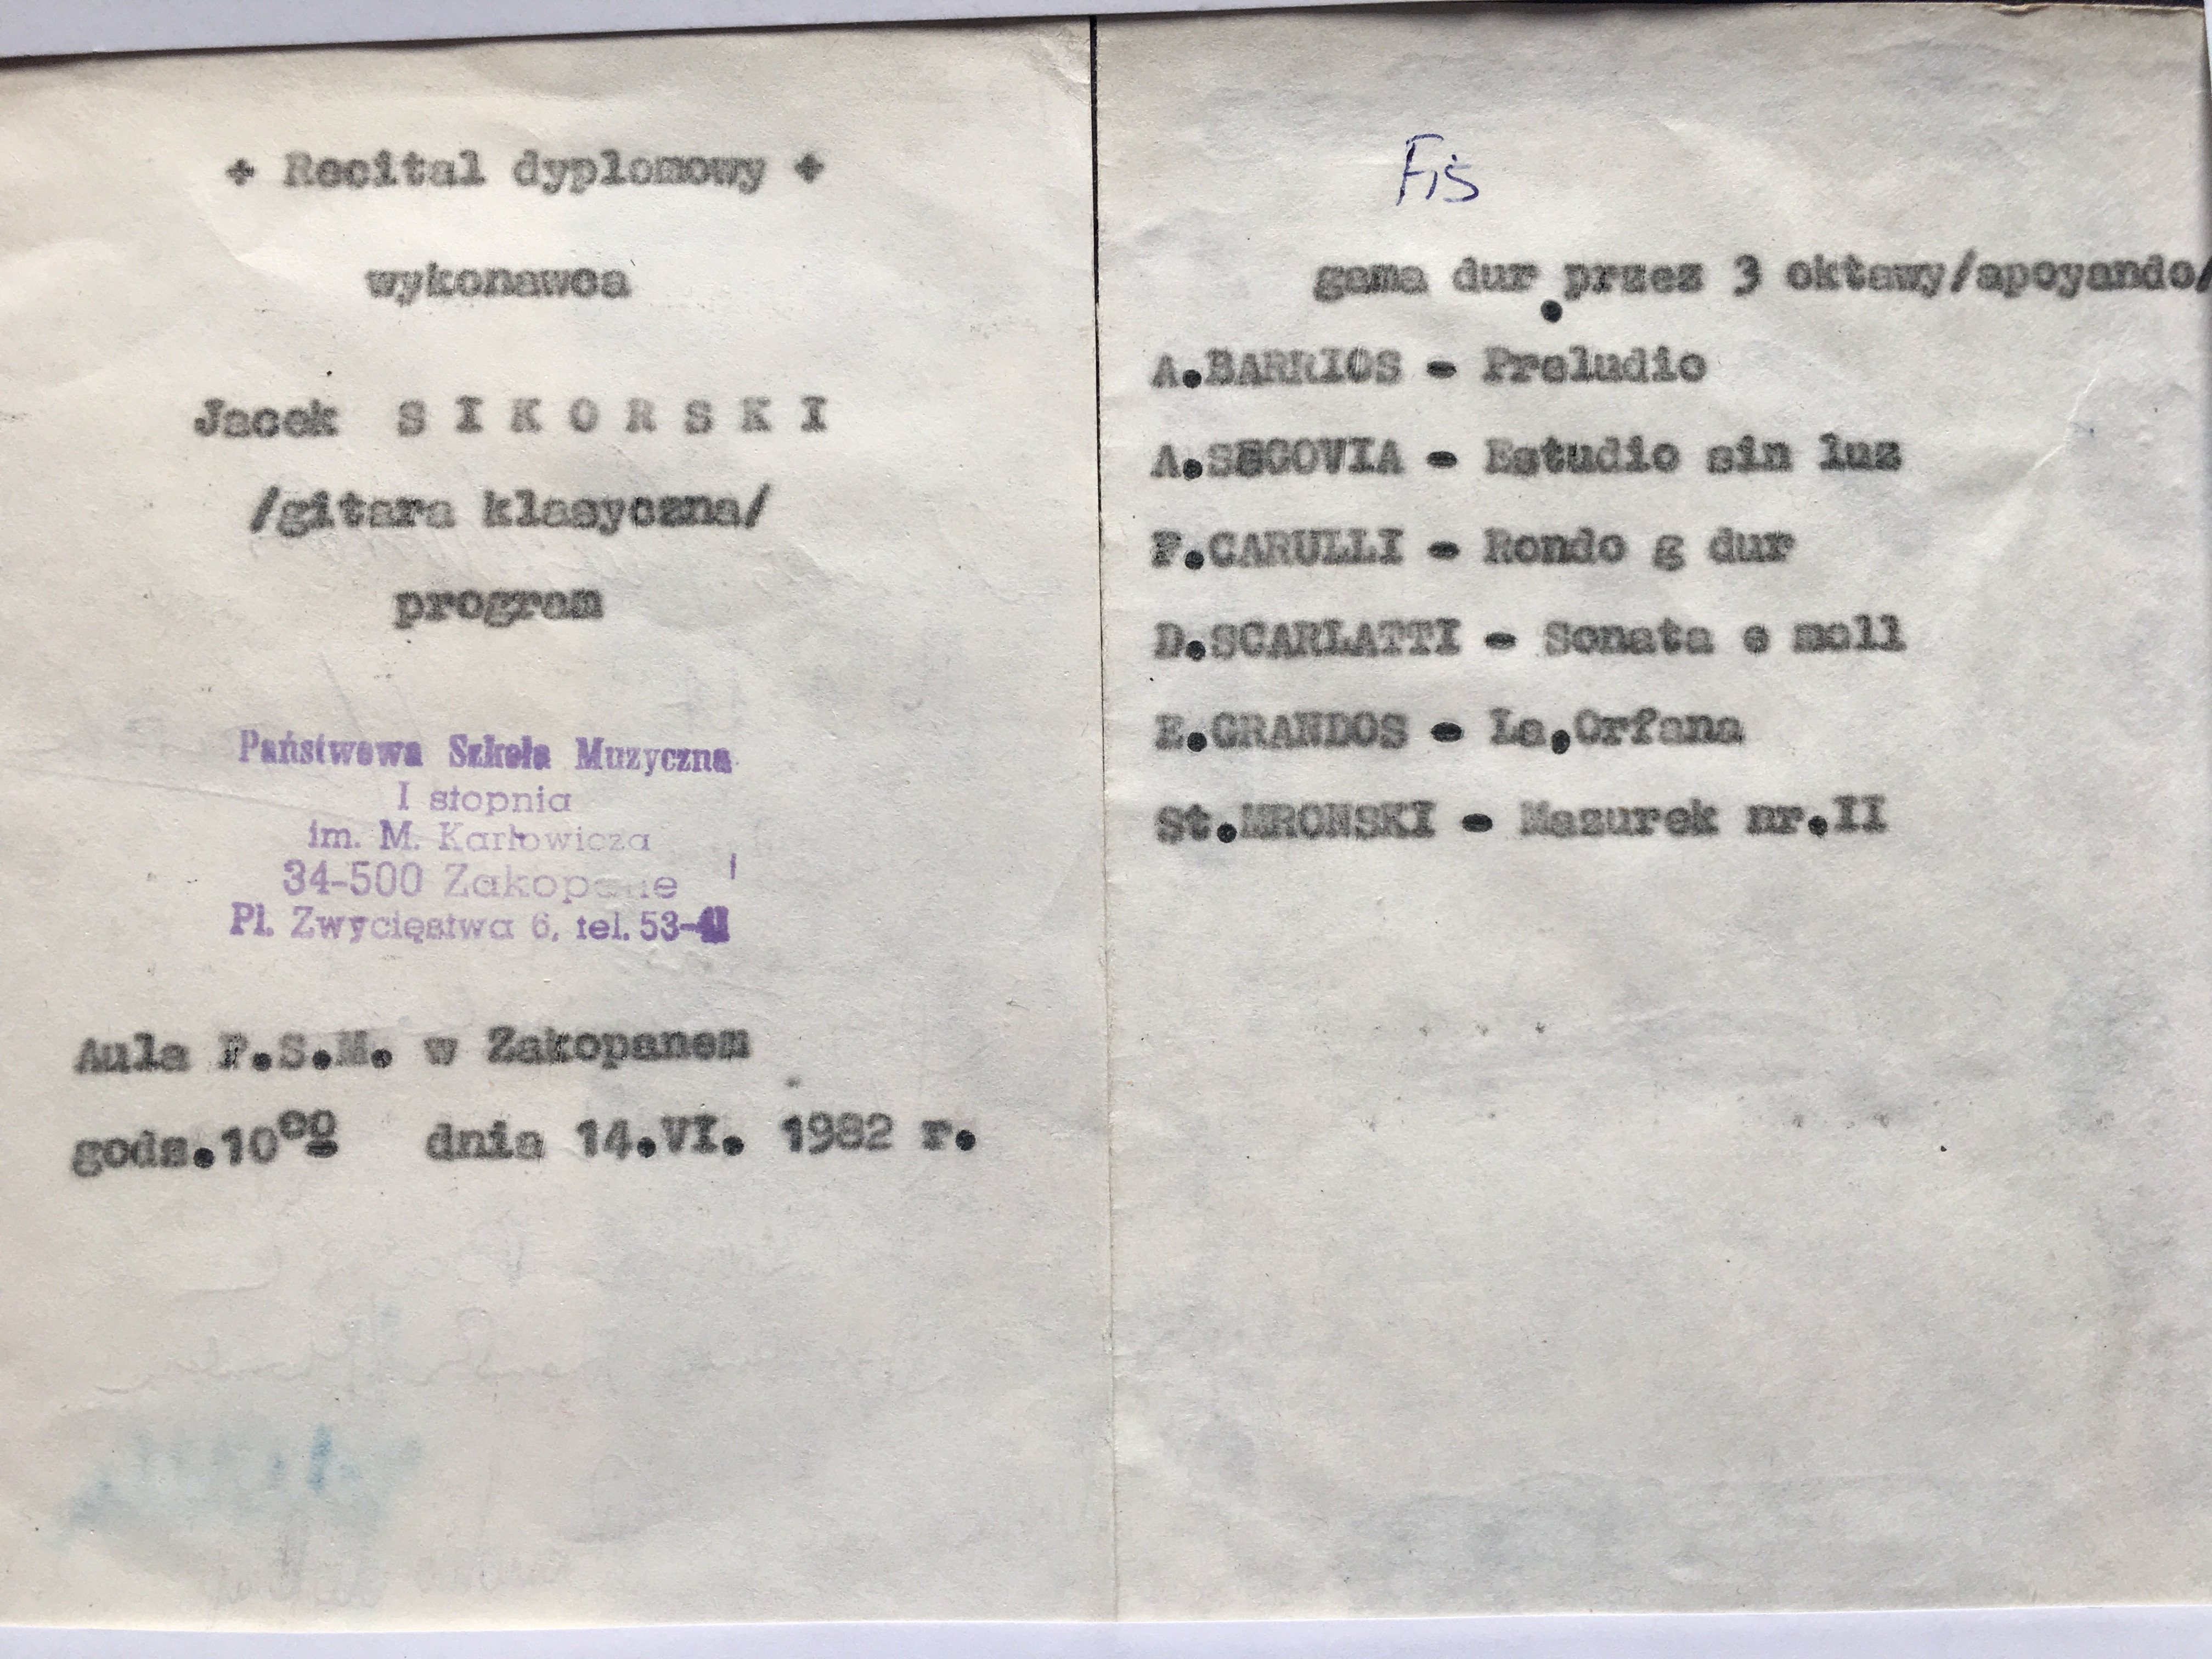 + Recital dyplomowy +
wykonawca
Jacek S I K O R S K I
/gitara klasyczna/
program
Państwowa Szkoła Muzyczna
I stopnia
im. M. Karłowicza
34-500 Zakopane
Pl. Zwycięstwa 6, tel. 53-41
Aula P.S.M. w Zakopanem
godz.10⁰⁰ dnia 14.VI. 1982 r.
Fis
gama dur przez 3 oktawy/apoyando/
A.BARRIOS - Preludio
A.SEGOVIA - Estudio sin luz
F.CARULLI - Rondo g dur
D.SCARLATTI - Sonata e moll
E.GRANDOS - La,Orfana
St.MRONSKI - Mazurek nr.II